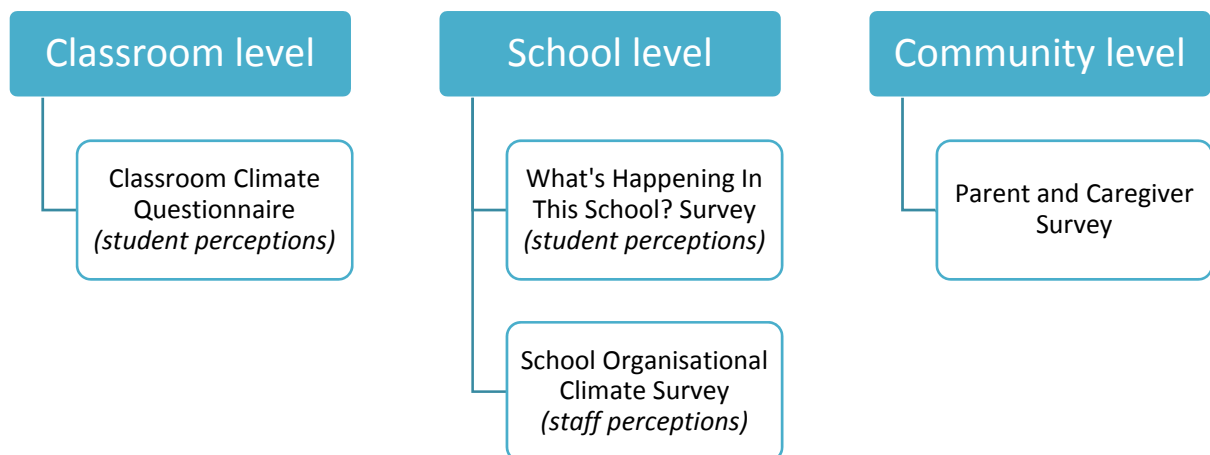 Classroom level
Classroom Climate
Questionnaire
(student perceptions)
School level
What's Happening In
This School? Survey
(student perceptions)
School Organisational
Climate Survey
(staff perceptions)
Community level
Parent and Caregiver
Survey